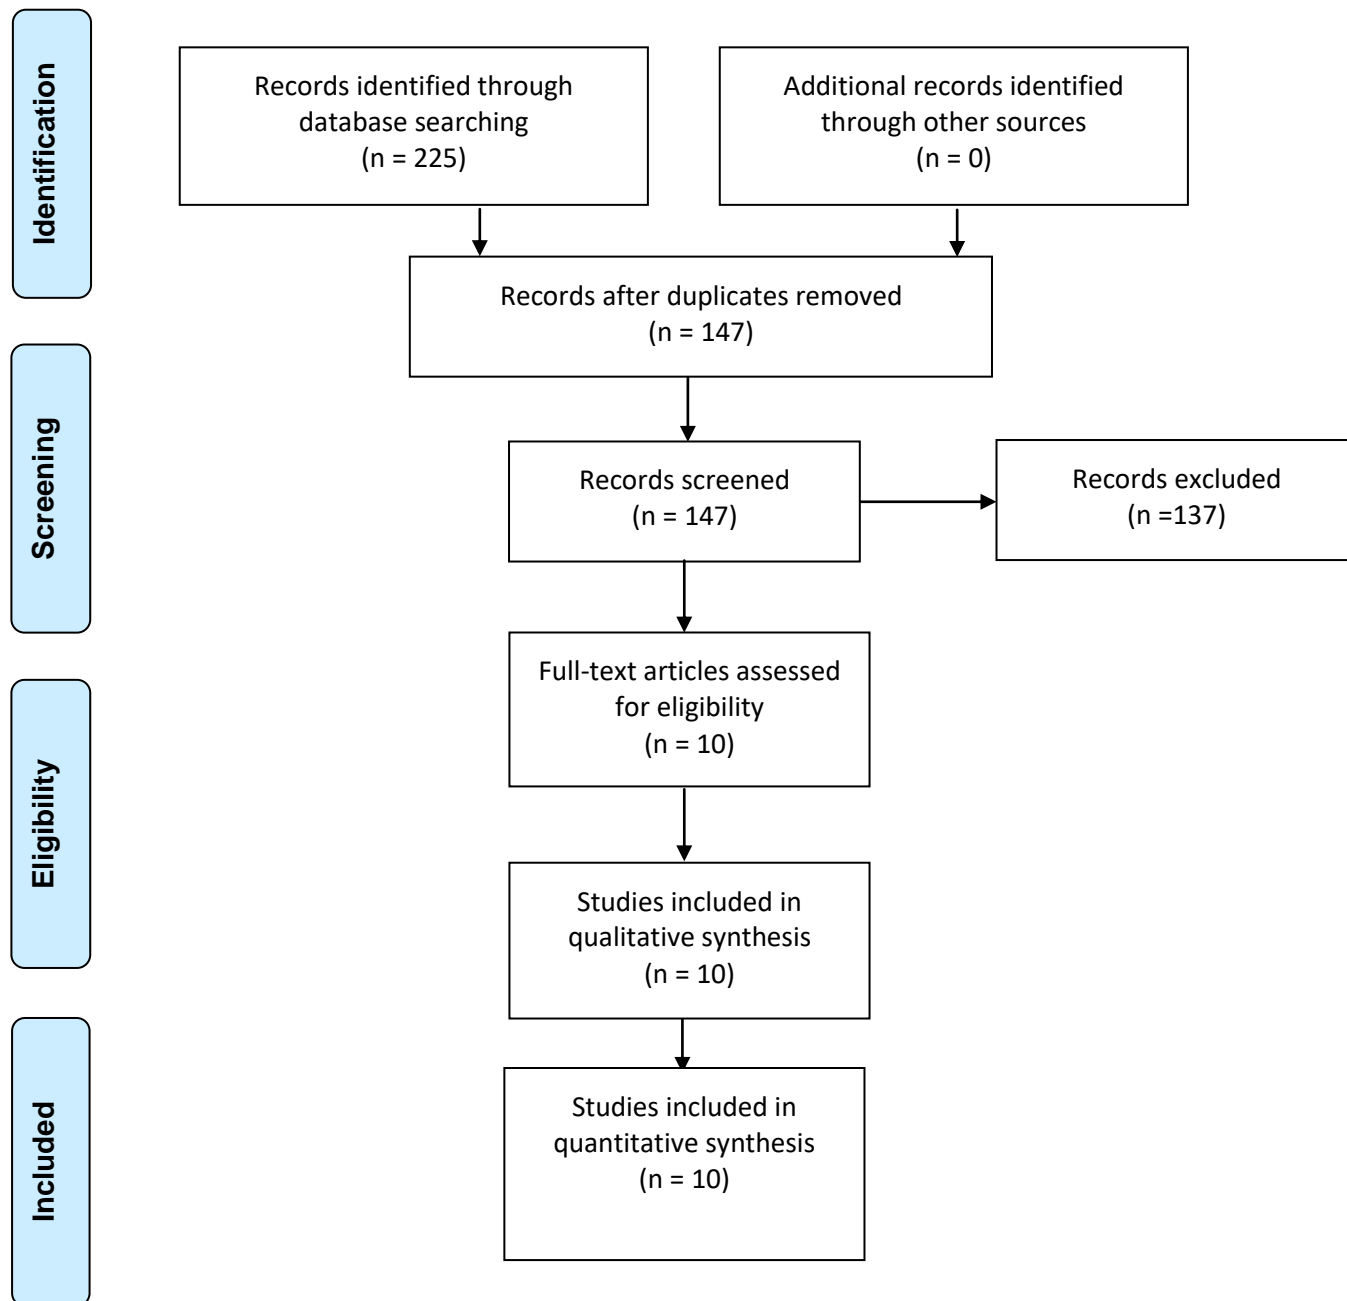 Identification
Records identified through
database searching
(n = 225)
Additional records identified
through other sources
(n = 0)
Records after duplicates removed
(n = 147)
Screening
Records screened
(n = 147)
Records excluded
(n =137)
Eligibility
Full-text articles assessed
for eligibility
(n = 10)
Studies included in
qualitative synthesis
(n = 10)
Included
Studies included in
quantitative synthesis
(n = 10)